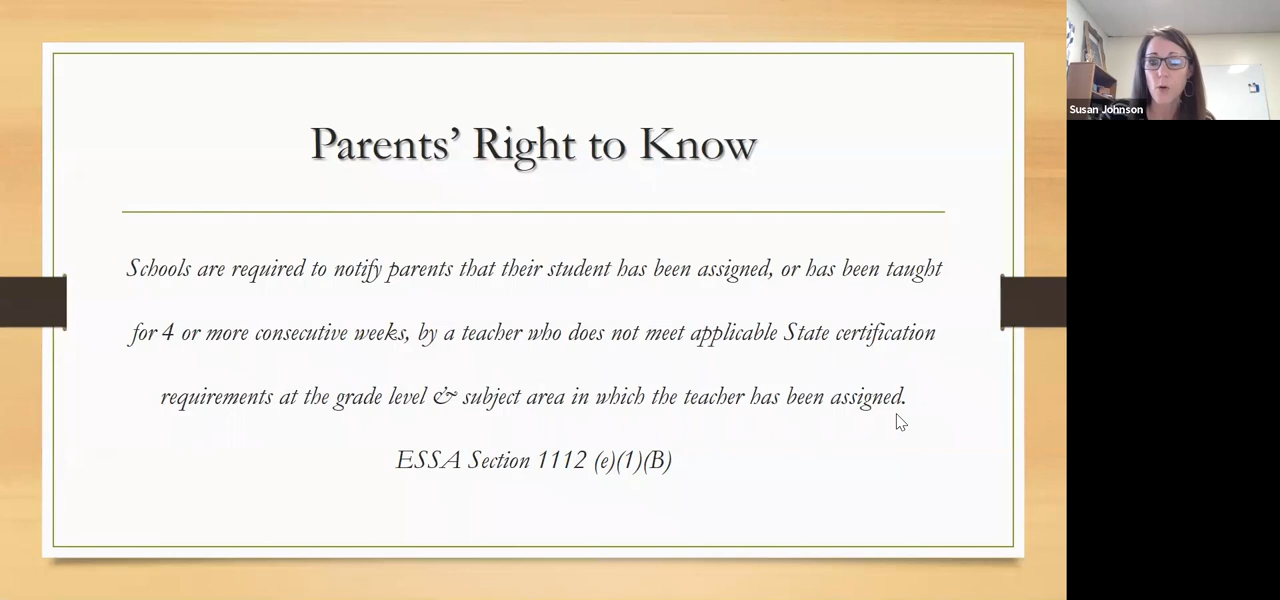 Parents’ Right to Know
Schools are required to notify parents that their student has been assigned, or has been taught
for 4 or more consecutive weeks, by a teacher who does not meet applicable State certification
requirements at the grade level & subject area in which the teacher has been assigned.
ESSA Section 1112 (e)(1)(B)
Susan Johnson